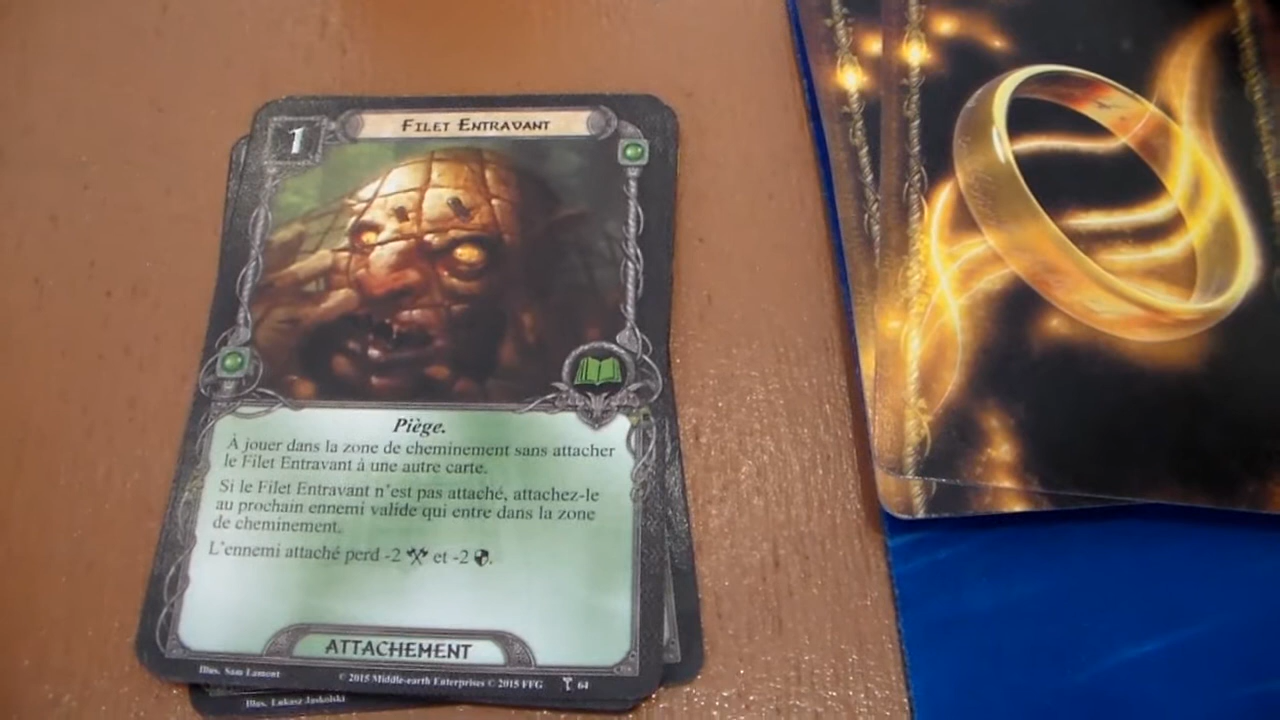 1
FILET ENTRAVANT
Piège.
À jouer dans la zone de cheminement sans attacher
le Filet Entravant à une autre carte.
Si le Filet Entravant n'est pas attaché, attachez-le
au prochain ennemi valide qui entre dans la zone
de cheminement.
L'ennemi attaché perd -2 et -2 .
ATTACHEMENT
Illus. Sam Lamont
© 2015 Middle-earth Enterprises © 2015 FFG 64
Illus. Lukasz Jaskolski